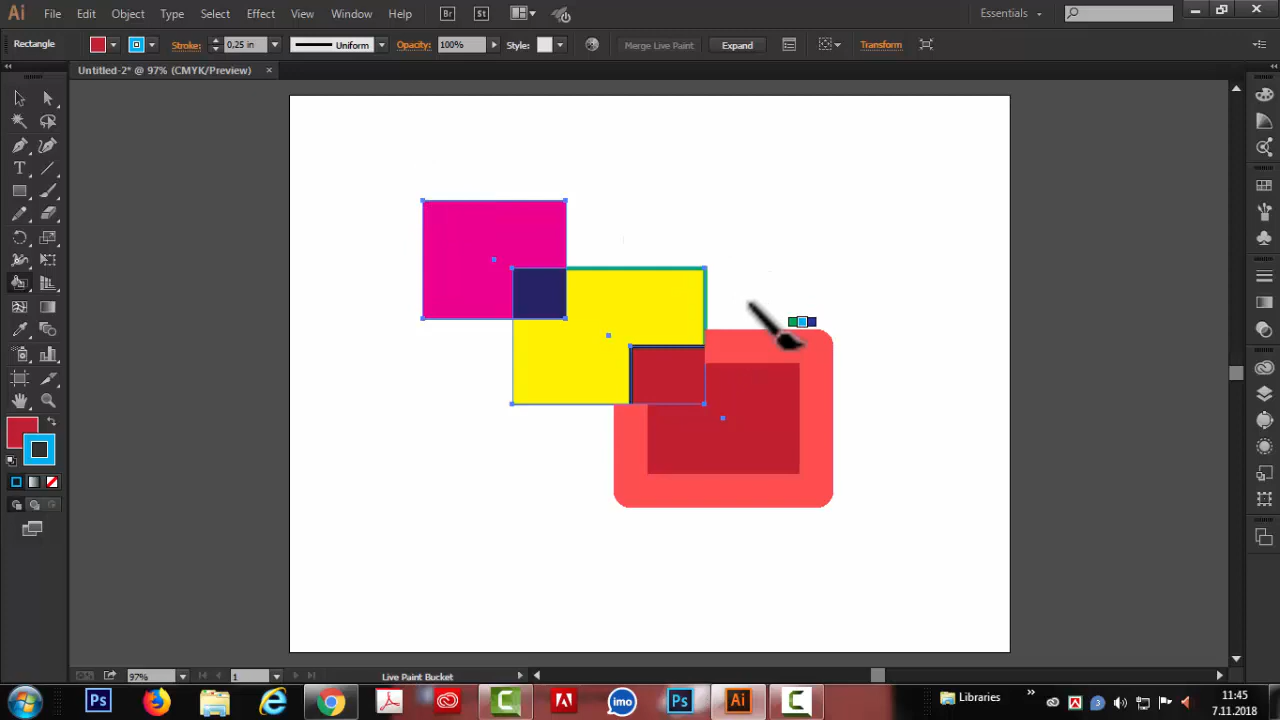 Ai File Edit Object Type Select Effect View Window Help Br St Essentials
Rectangle Stroke: 0,25 in Uniform Opacity: 100% Style: Merge Live Paint Expand Transform
Untitled-2* @ 97% (CMYK/Preview)
T
97% 1 Live Paint Bucket
Ps imo Ps Ai Libraries 11:45
7.11.2018